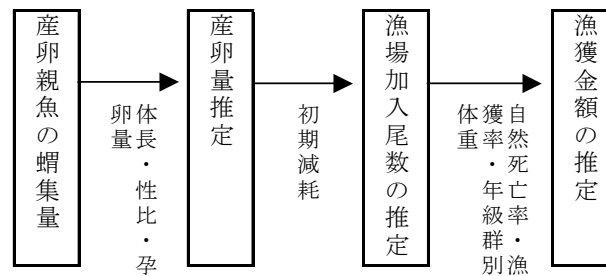 産卵親魚の蝟集量
体長・性比・孕
卵量
産卵量推定
初期減耗
漁場加入尾数の推定
自然死亡率・漁
獲率・年級群別
体重
漁獲金額の推定